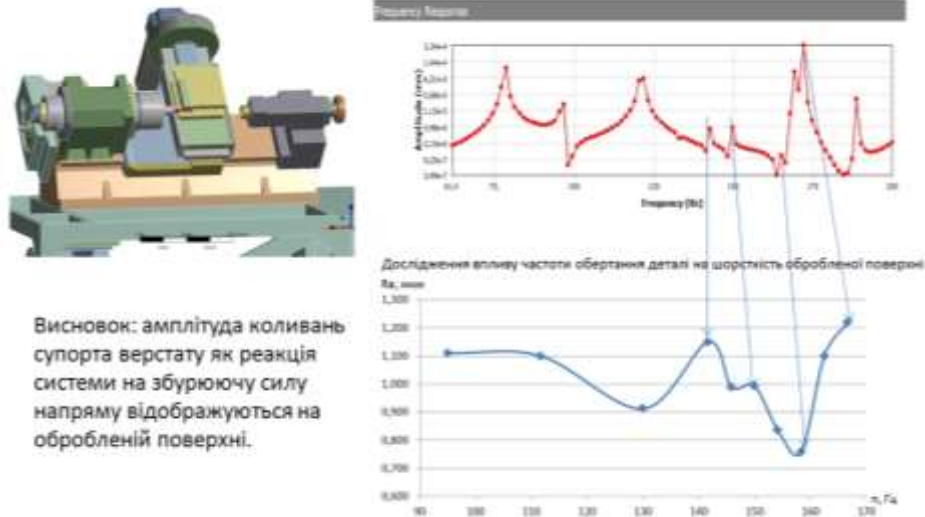 Frequency Response
Amplitude (mm)
Frequency (Hz)
Дослідження впливу частоти обертання деталі на шорсткість обробленої поверхні
Ra, мкм
1,300
1,200
1,100
1,000
0,900
0,800
0,700
0,600
90 100 110 120 130 140 150 160 170
n, Гц
Висновок: амплітуда коливань
супорта верстату як реакція
системи на збурюючу силу
напряму відображуються на
обробленій поверхні.